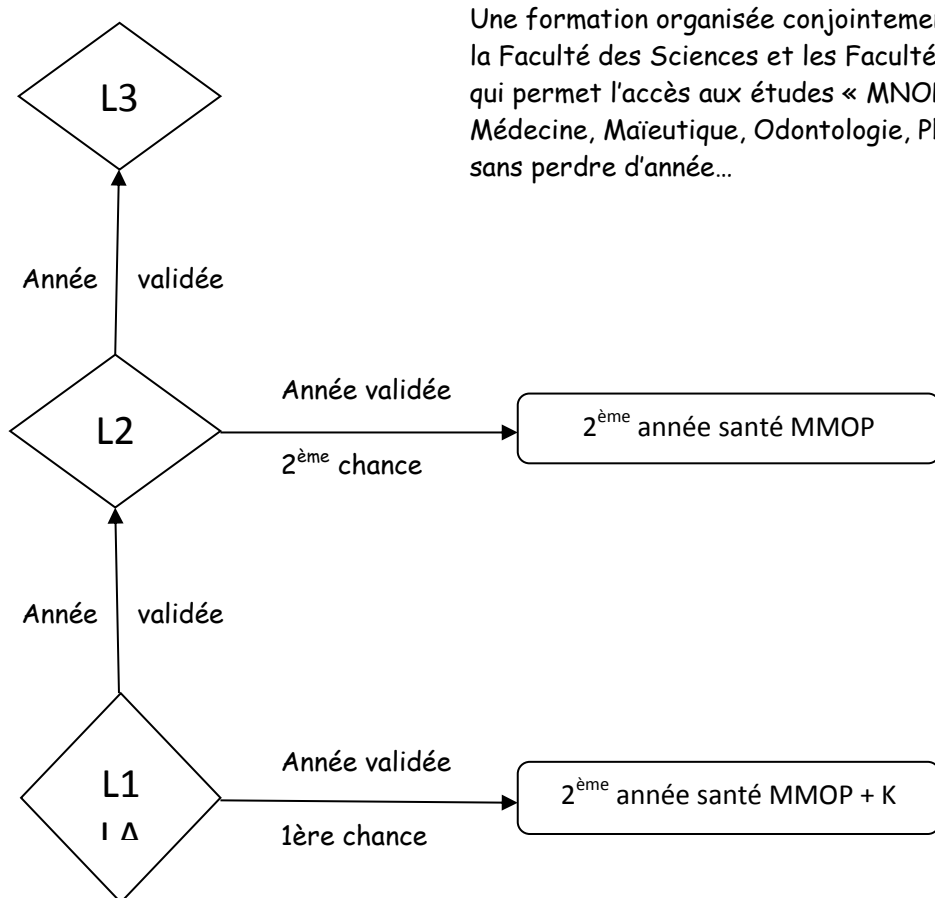 Une formation organisée conjointement
la Faculté des Sciences et les Faculté
qui permet l'accès aux études « MNO
Médecine, Maïeutique, Odontologie,
sans perdre d'année…
L3
Année validée
L2
Année validée
2ème chance
2ème année santé MMOP
Année validée
L1
Année validée
1ère chance
2ème année santé MMOP + K